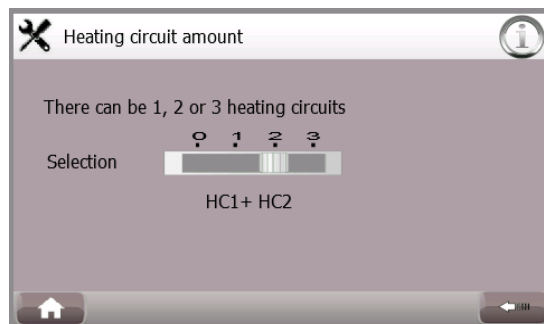 Heating circuit amount
There can be 1, 2 or 3 heating circuits
0 1 2 3
Selection
HC1+ HC2